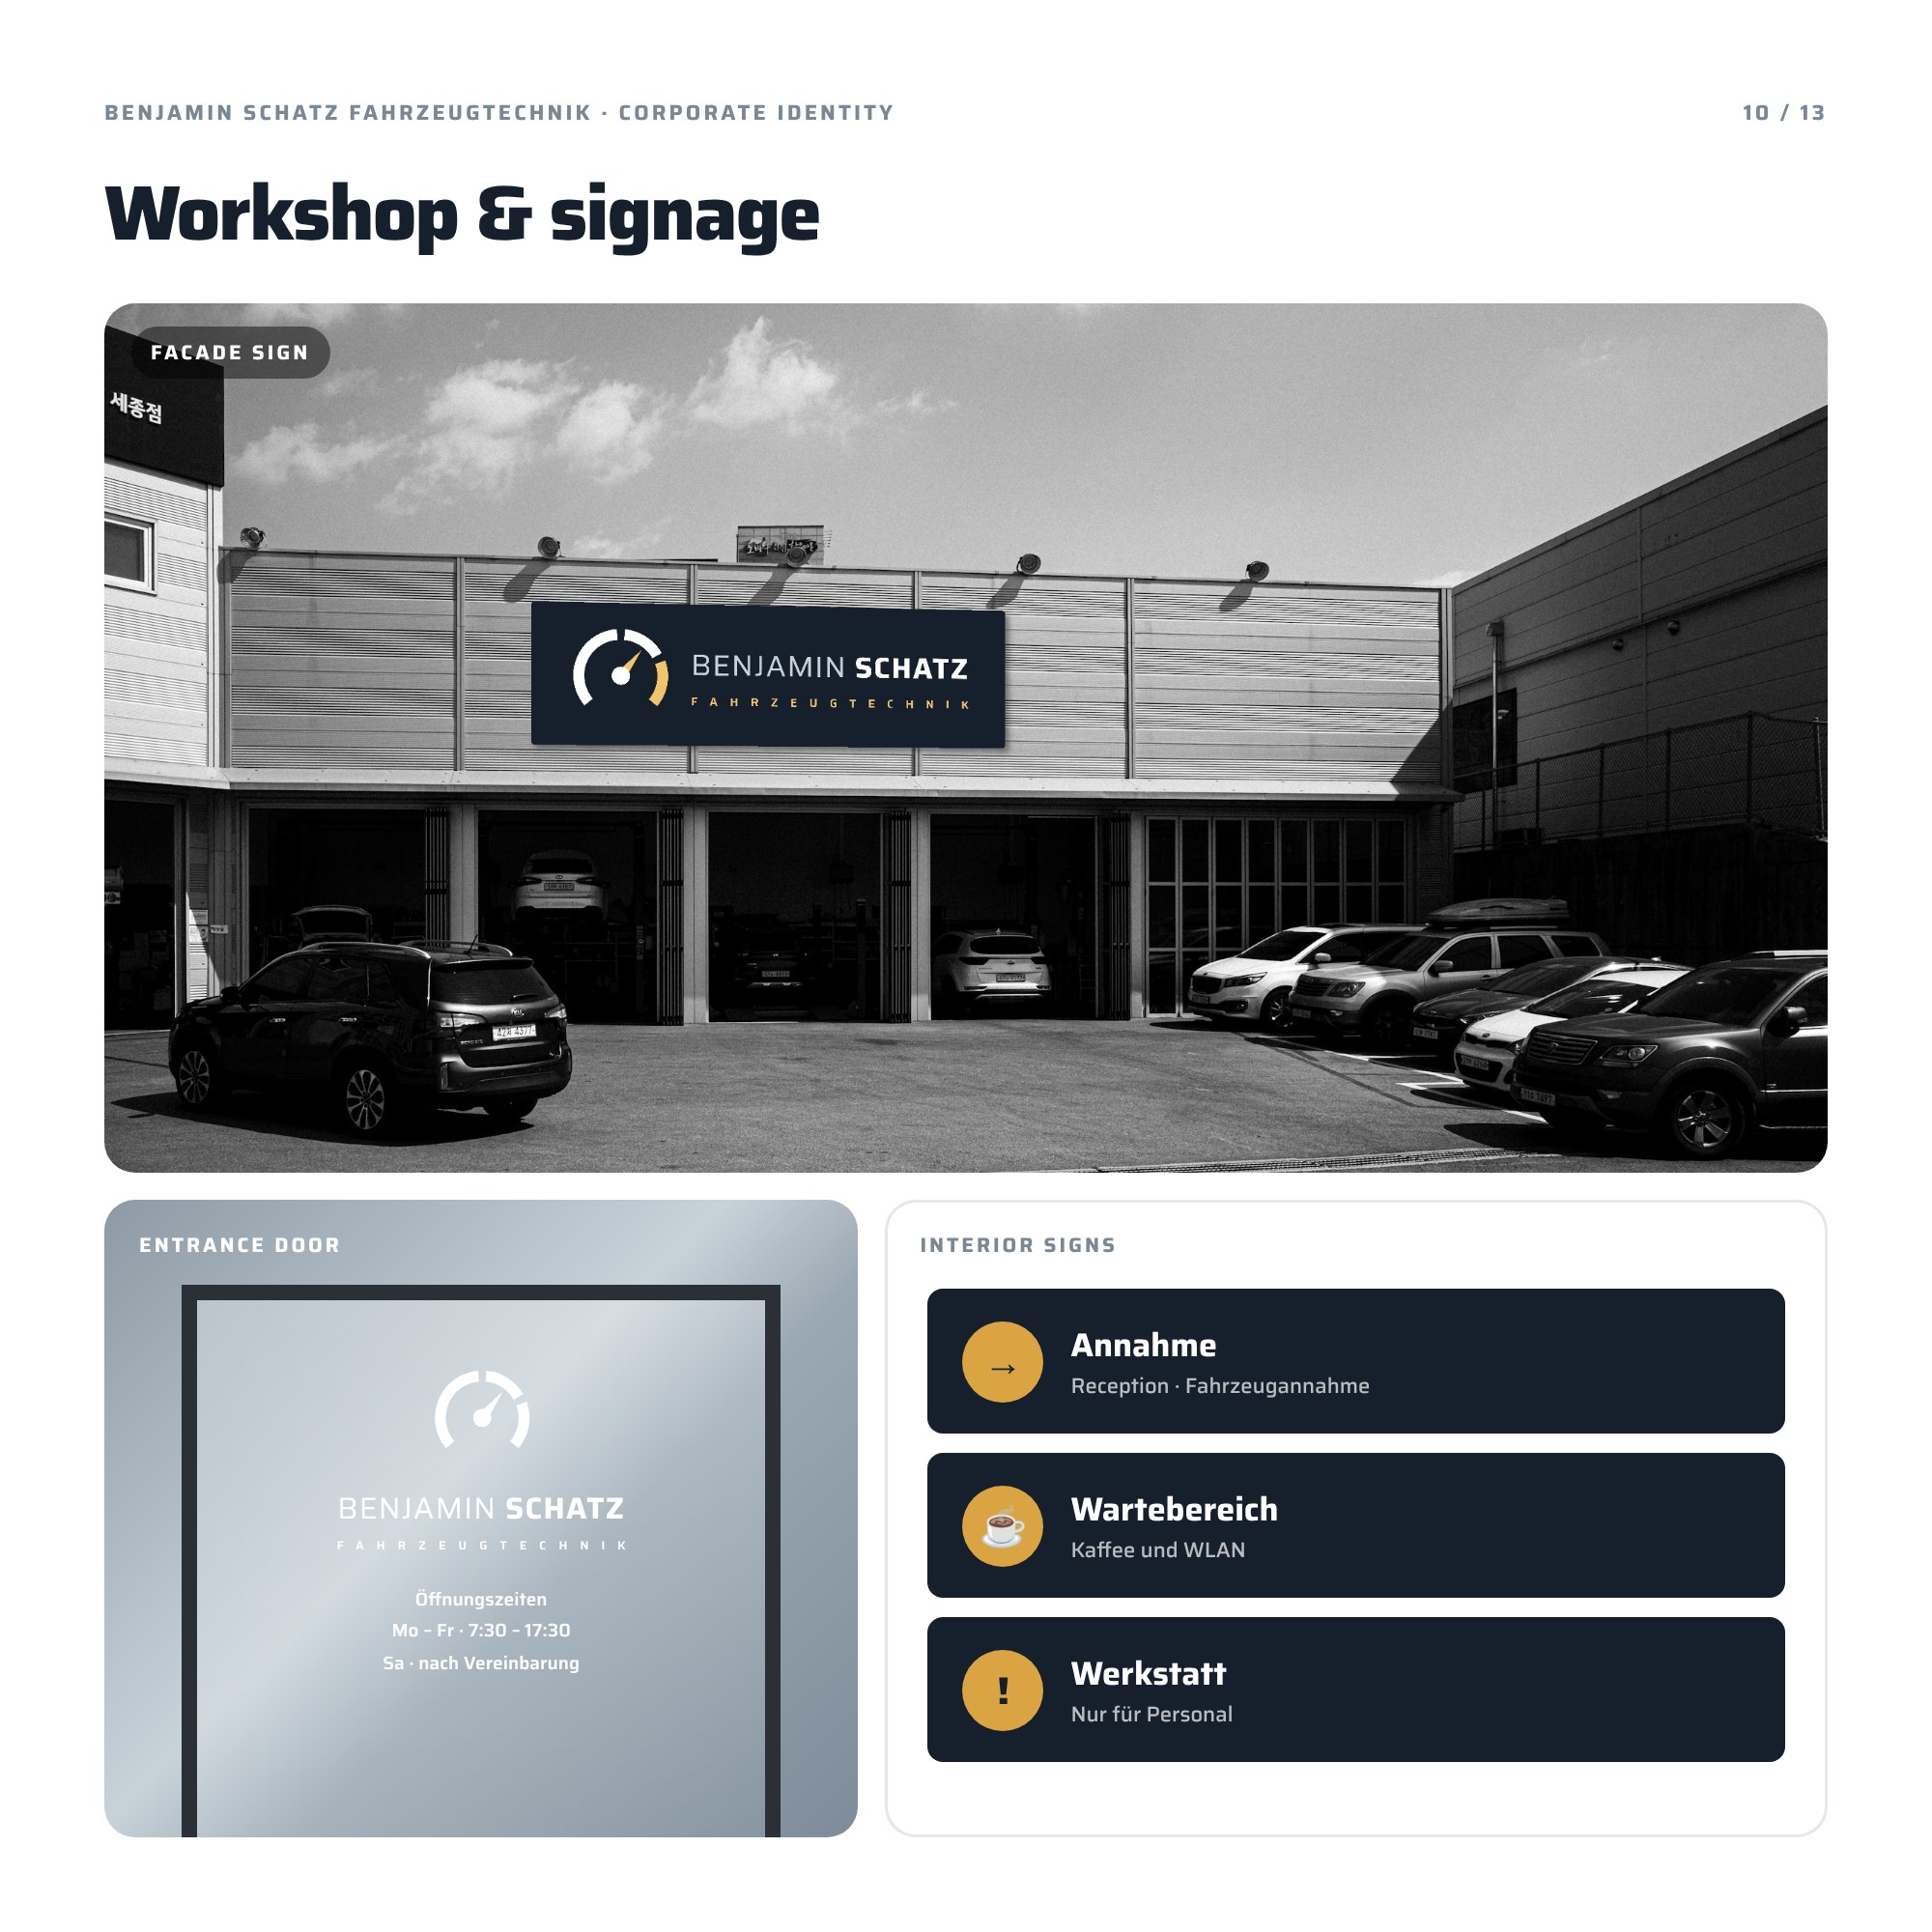 BENJAMIN SCHATZ FAHRZEUGTECHNIK · CORPORATE IDENTITY
10 / 13
Workshop & signage
FACADE SIGN
세종점
BENJAMIN SCHATZ
FAHRZEUGTECHNIK
ENTRANCE DOOR
BENJAMIN SCHATZ
FAHRZEUGTECHNIK
Öffnungszeiten
Mo – Fr · 7:30 – 17:30
Sa · nach Vereinbarung
INTERIOR SIGNS
→
Annahme
Reception · Fahrzeugannahme
Wartebereich
Kaffee und WLAN
!
Werkstatt
Nur für Personal